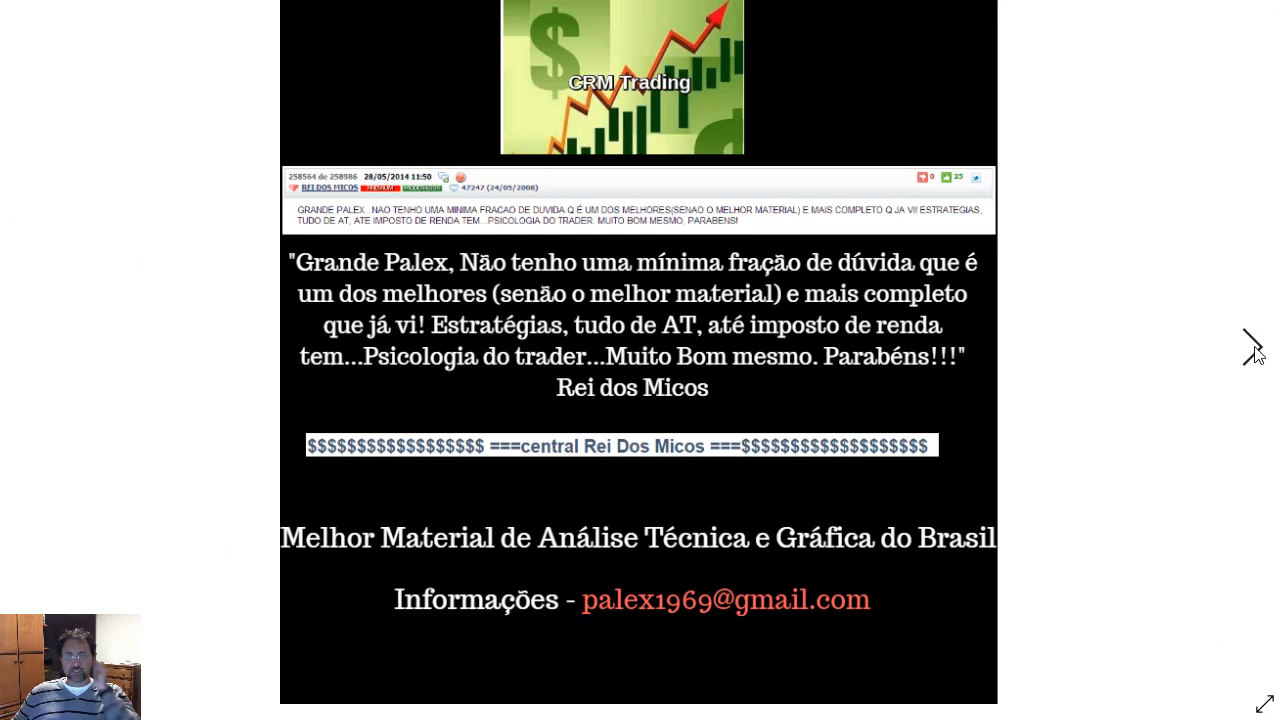 CRM Trading
258564 de 258986 28/05/2014 11:50
0 25
REI DOS MICOS PREMIUM MODERADOR 47247 (24/05/2008)
GRANDE PALEX...NAO TENHO UMA MINIMA FRACAO DE DUVIDA Q É UM DOS MELHORES(SENAO O MELHOR MATERIAL) E MAIS COMPLETO Q JA VI! ESTRATEGIAS,
TUDO DE AT, ATE IMPOSTO DE RENDA TEM...PSICOLOGIA DO TRADER. MUITO BOM MESMO, PARABENS!
"Grande Palex, Não tenho uma mínima fração de dúvida que é
um dos melhores (senão o melhor material) e mais completo
que já vi! Estratégias, tudo de AT, até imposto de renda
tem...Psicologia do trader...Muito Bom mesmo. Parabéns!!!"
Rei dos Micos
$$$$$$$$$$$$$$$$$$ ===central Rei Dos Micos ===$$$$$$$$$$$$$$$$$$$
Melhor Material de Análise Técnica e Gráfica do Brasil
Informações - palex1969@gmail.com